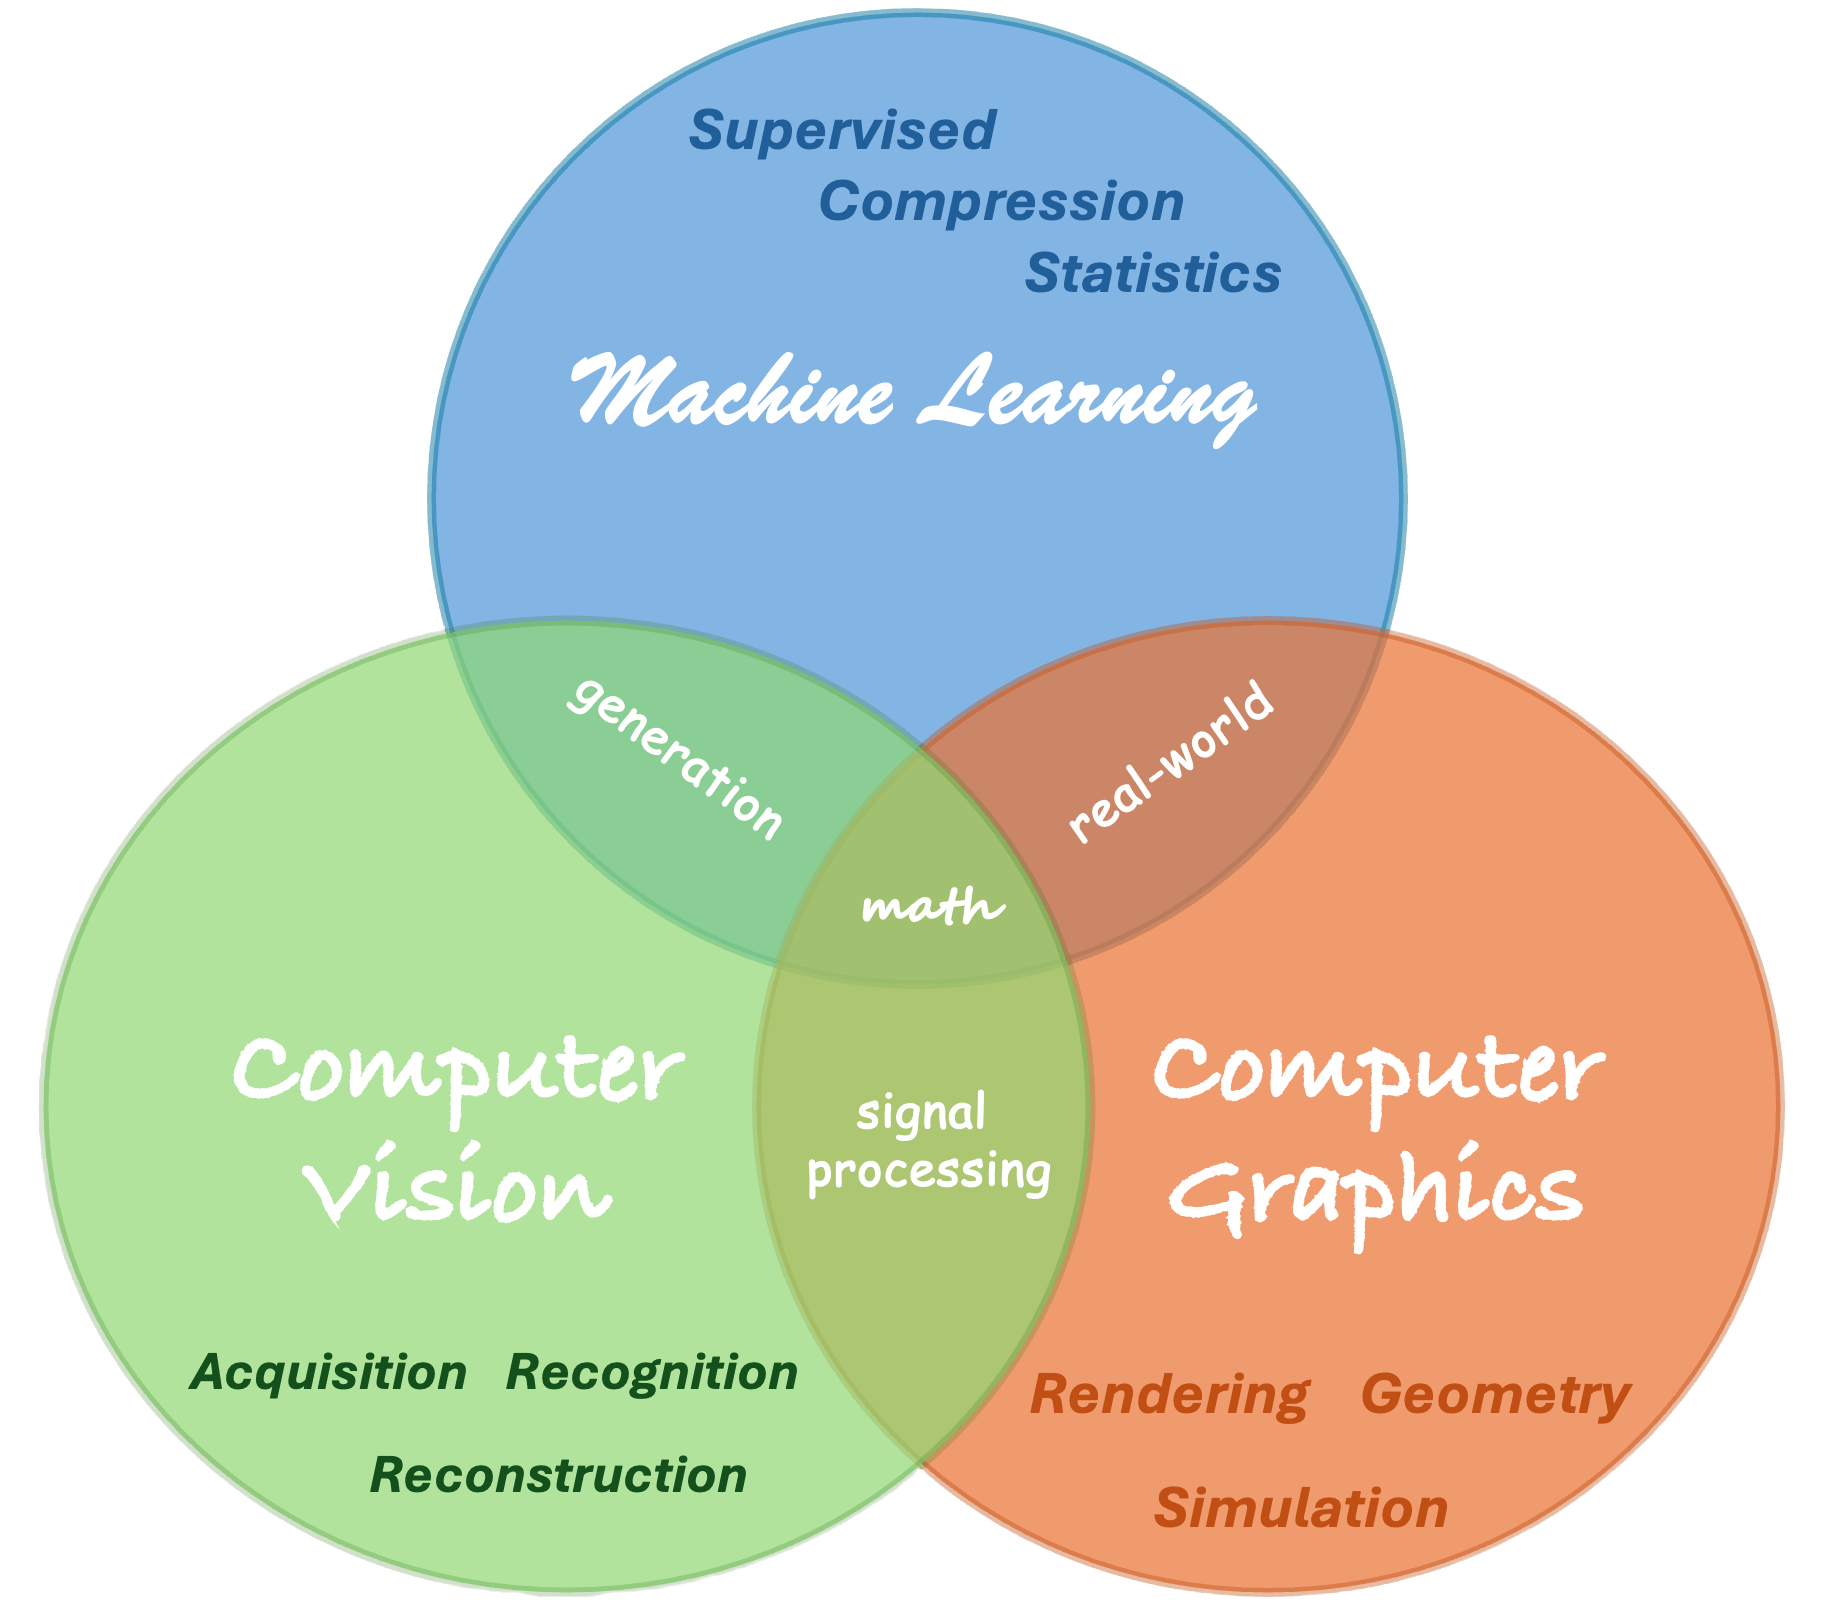 Supervised
Compression
Statistics
Machine Learning
generation
real-world
math
Computer
Vision
signal
processing
Computer
Graphics
Acquisition Recognition
Reconstruction
Rendering Geometry
Simulation